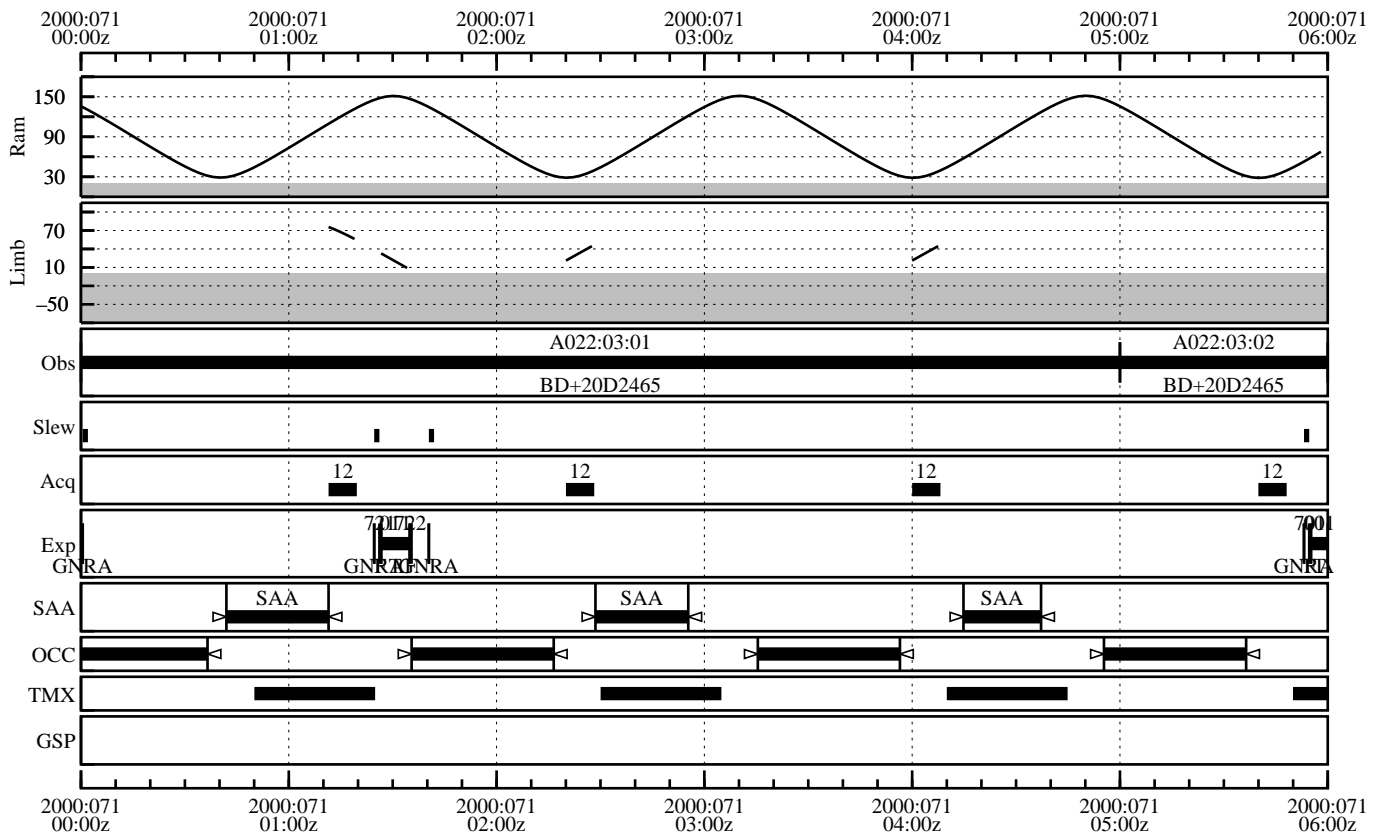 2000:071 2000:071 2000:071 2000:071 2000:071 2000:071 2000:071
00:00z 01:00z 02:00z 03:00z 04:00z 05:00z 06:00z
Ram
150
90
30
Limb
70
10
−50
Obs
A022:03:01 A022:03:02
BD+20D2465 BD+20D2465
Slew
Acq
12 12 12 12
Exp
GNRA
SAA
SAA SAA SAA
OCC
TMX
GSP
2000:071 2000:071 2000:071 2000:071 2000:071 2000:071 2000:071
00:00z 01:00z 02:00z 03:00z 04:00z 05:00z 06:00z